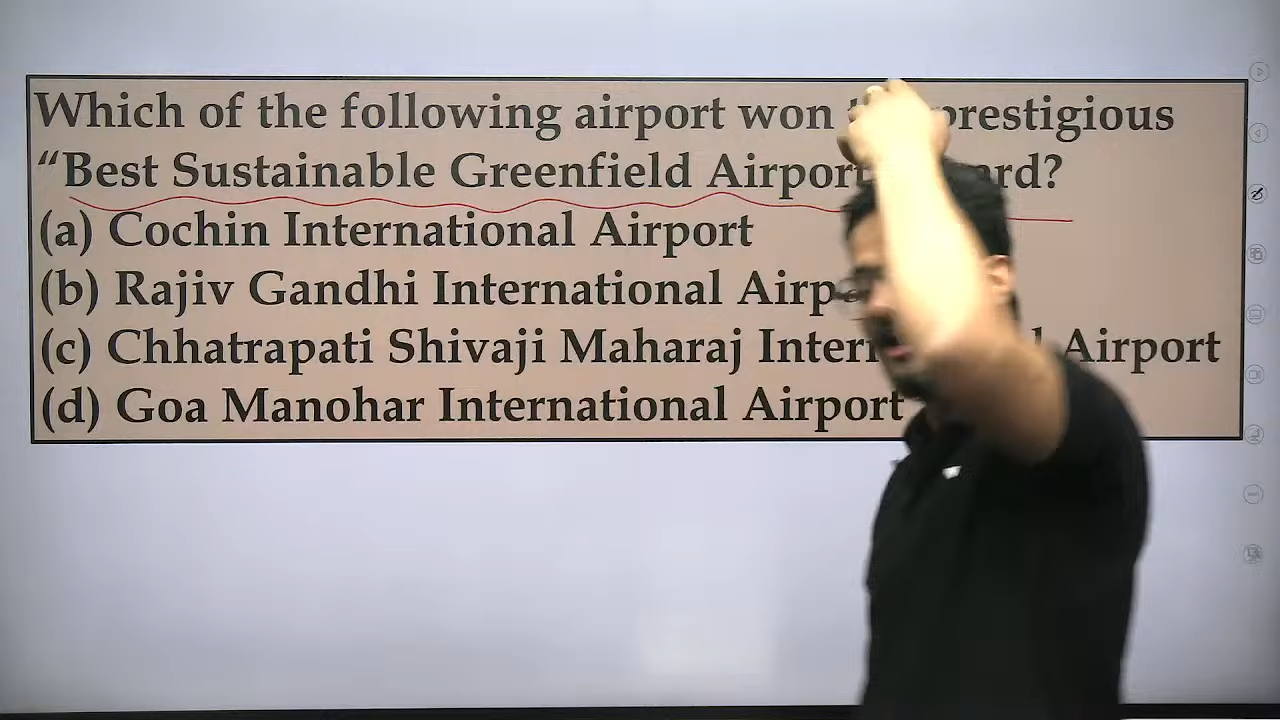 Which of the following airport won prestigious
“Best Sustainable Greenfield Airport
(a) Cochin International Airport
(b) Rajiv Gandhi International
(c) Chhatrapati Shivaji Maharaj Airport
(d) Goa Manohar International Airport